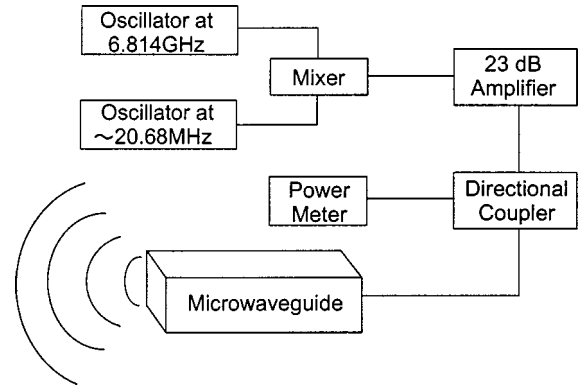 Oscillator at
6.814GHz
Mixer
23 dB
Amplifier
Oscillator at
～20.68MHz
Power
Meter
Directional
Coupler
Microwaveguide